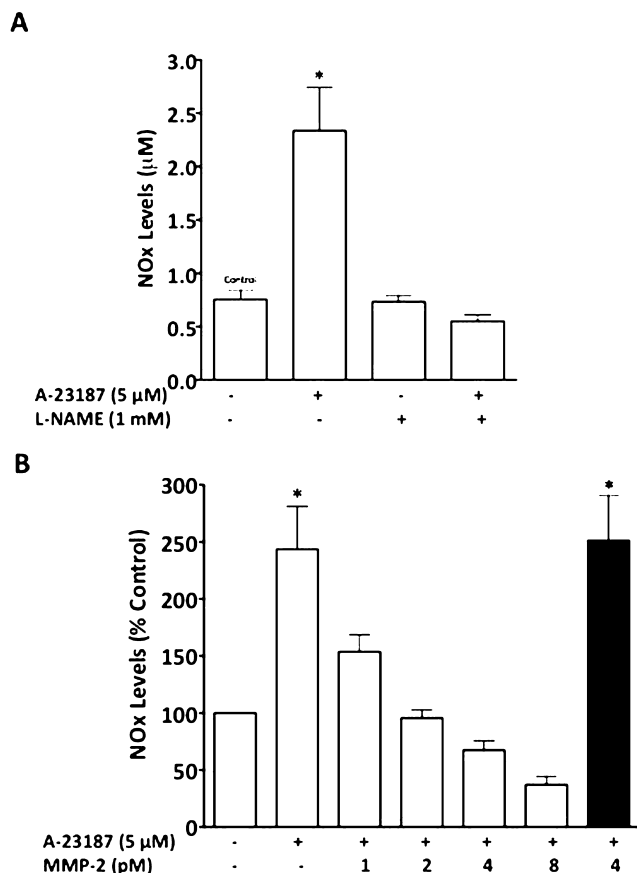 A
3.0
*
2.5
2.0
1.5
Control
1.0
0.5
0.0
NOx Levels (μM)
A-23187 (5 μM) - + - +
L-NAME (1 mM) - - + +
B
300
* *
250
200
150
100
50
0
NOx Levels (% Control)
A-23187 (5 μM) - + + + + + +
MMP-2 (pM) - - 1 2 4 8 4